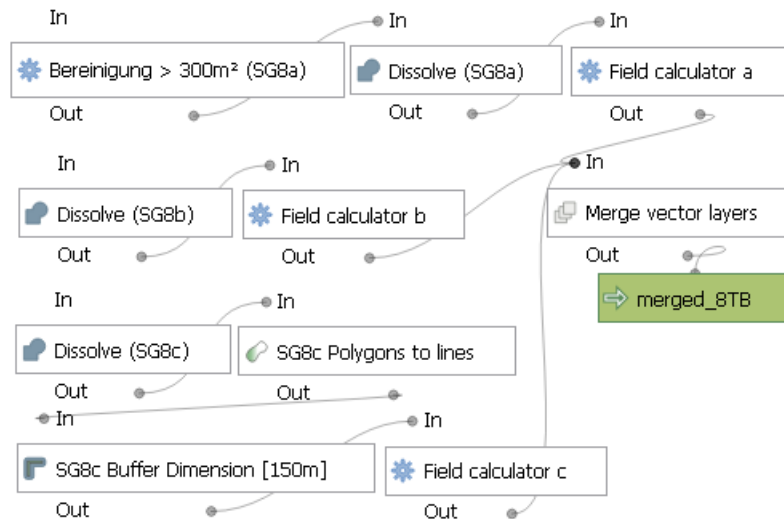 In
In
In
Bereinigung > 300m² (SG8a)
Dissolve (SG8a)
Field calculator a
Out
Out
Out
In
In
In
Dissolve (SG8b)
Field calculator b
Merge vector layers
Out
Out
Out
merged_8TB
In
In
Dissolve (SG8c)
SG8c Polygons to lines
Out
Out
In
In
SG8c Buffer Dimension [150m]
Field calculator c
Out
Out